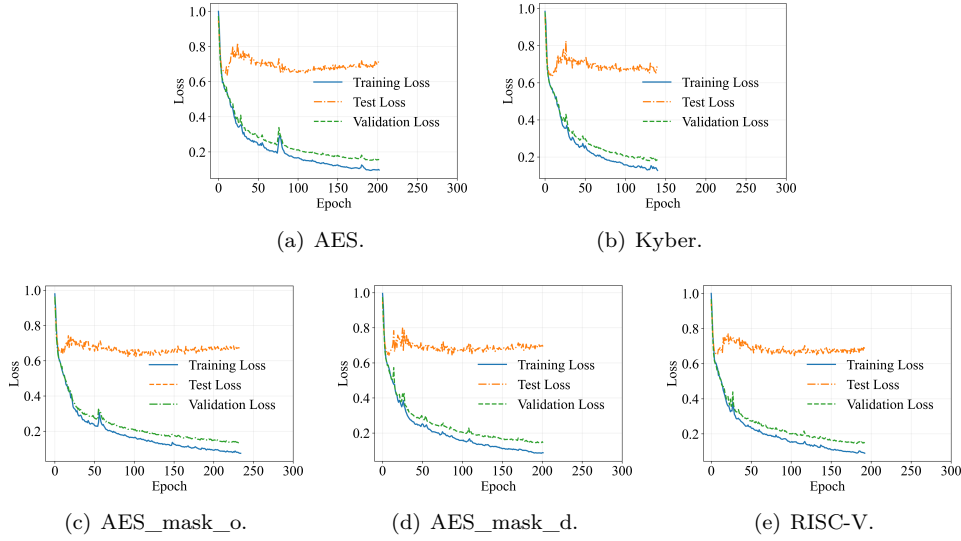 1.0
0.8
0.6
0.4
0.2
Loss
0 50 100 150 200 250 300
Epoch
Training Loss
Test Loss
Validation Loss
(a) AES.
1.0
0.8
0.6
0.4
0.2
Loss
0 50 100 150 200 250 300
Epoch
Training Loss
Test Loss
Validation Loss
(b) Kyber.
1.0
0.8
0.6
0.4
0.2
Loss
0 50 100 150 200 250 300
Epoch
Training Loss
Test Loss
Validation Loss
(c) AES_mask_o.
1.0
0.8
0.6
0.4
0.2
Loss
0 50 100 150 200 250 300
Epoch
Training Loss
Test Loss
Validation Loss
(d) AES_mask_d.
1.0
0.8
0.6
0.4
0.2
Loss
0 50 100 150 200 250 300
Epoch
Training Loss
Test Loss
Validation Loss
(e) RISC-V.